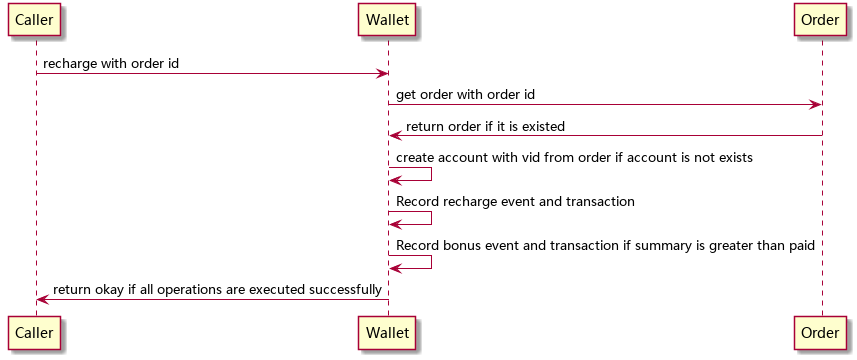 Caller
Wallet
Order
recharge with order id
get order with order id
return order if it is existed
create account with vid from order if account is not exists
Record recharge event and transaction
Record bonus event and transaction if summary is greater than paid
return okay if all operations are executed successfully
Caller
Wallet
Order